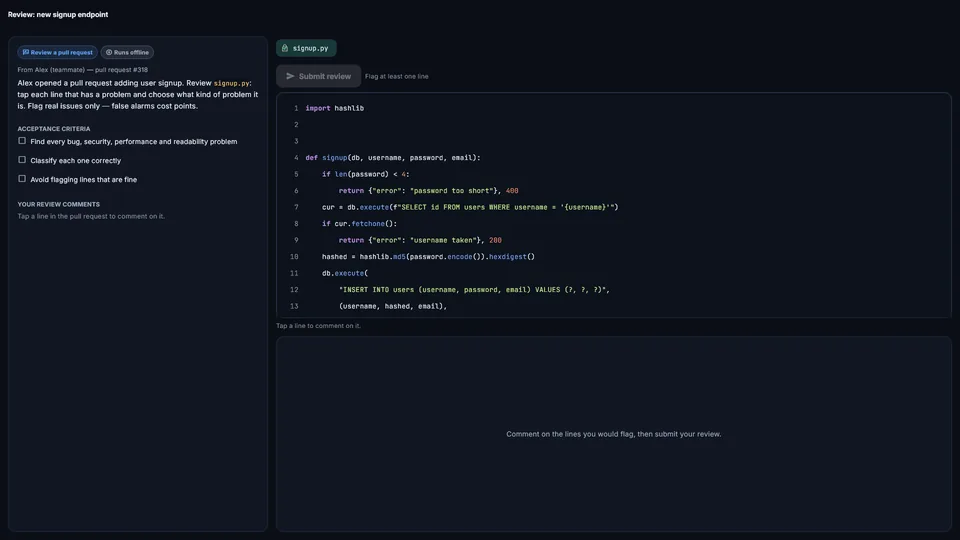 Review: new signup endpoint
Review a pull request
Runs offline
From Alex (teammate) — pull request #318
Alex opened a pull request adding user signup. Review signup.py:
tap each line that has a problem and choose what kind of problem it
is. Flag real issues only — false alarms cost points.
ACCEPTANCE CRITERIA
Find every bug, security, performance and readability problem
Classify each one correctly
Avoid flagging lines that are fine
YOUR REVIEW COMMENTS
Tap a line in the pull request to comment on it.
signup.py
Submit review
Flag at least one line
1 import hashlib
2
3
4 def signup(db, username, password, email):
5     if len(password) < 4:
6         return {"error": "password too short"}, 400
7     cur = db.execute(f"SELECT id FROM users WHERE username = '{username}'")
8     if cur.fetchone():
9         return {"error": "username taken"}, 200
10     hashed = hashlib.md5(password.encode()).hexdigest()
11     db.execute(
12         "INSERT INTO users (username, password, email) VALUES (?, ?, ?)",
13         (username, hashed, email),
Tap a line to comment on it.
Comment on the lines you would flag, then submit your review.